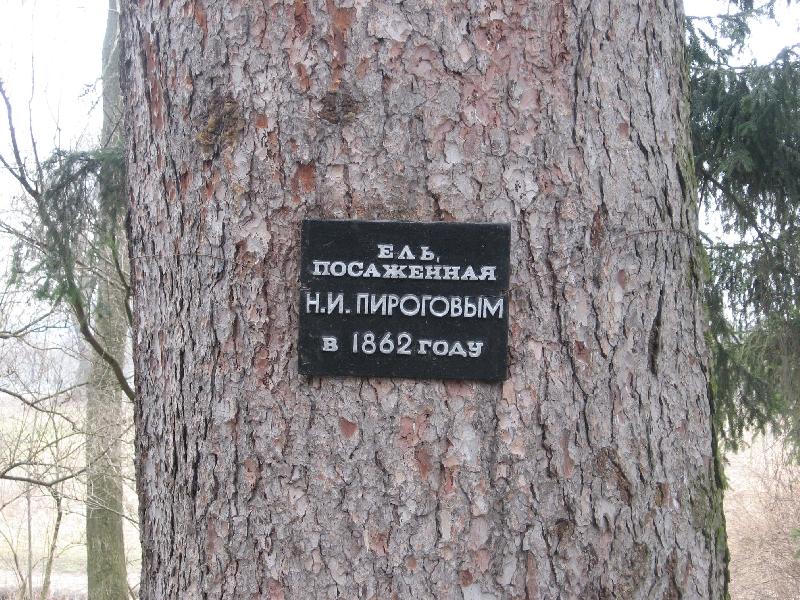 ЕЛЬ,
ПОСАЖЕННАЯ
Н.И. ПИРОГОВЫМ
В 1862 ГОДУ